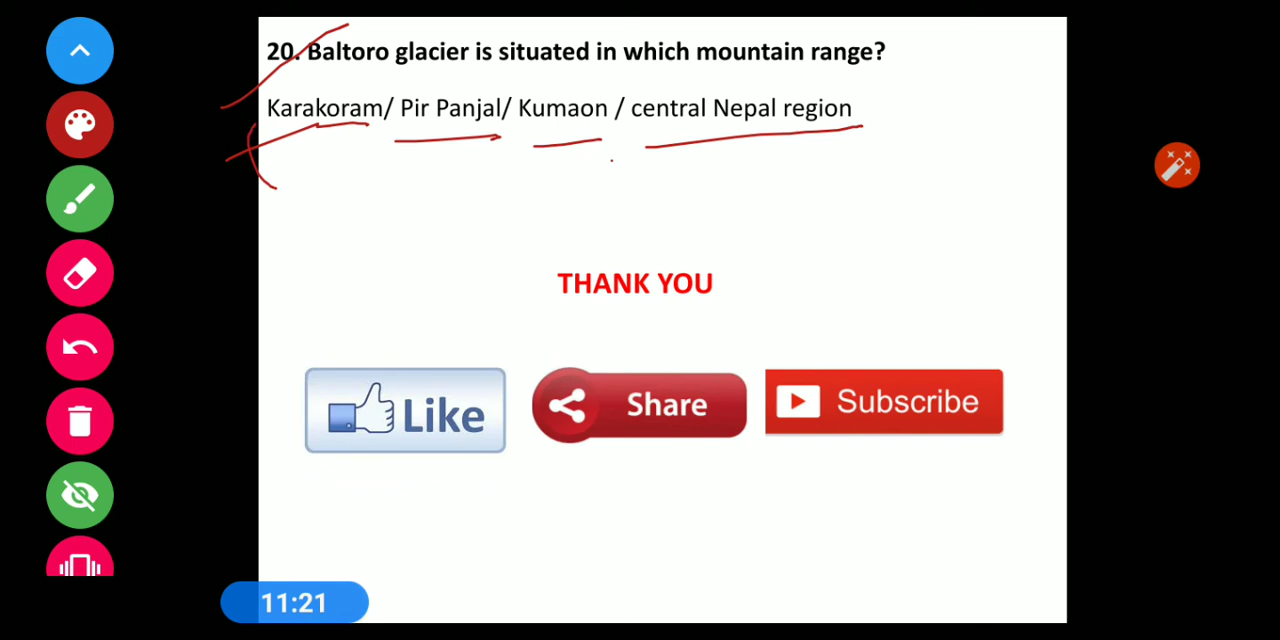 20. Baltoro glacier is situated in which mountain range?
Karakoram/ Pir Panjal/ Kumaon / central Nepal region
THANK YOU
Like
Share
Subscribe
11:21